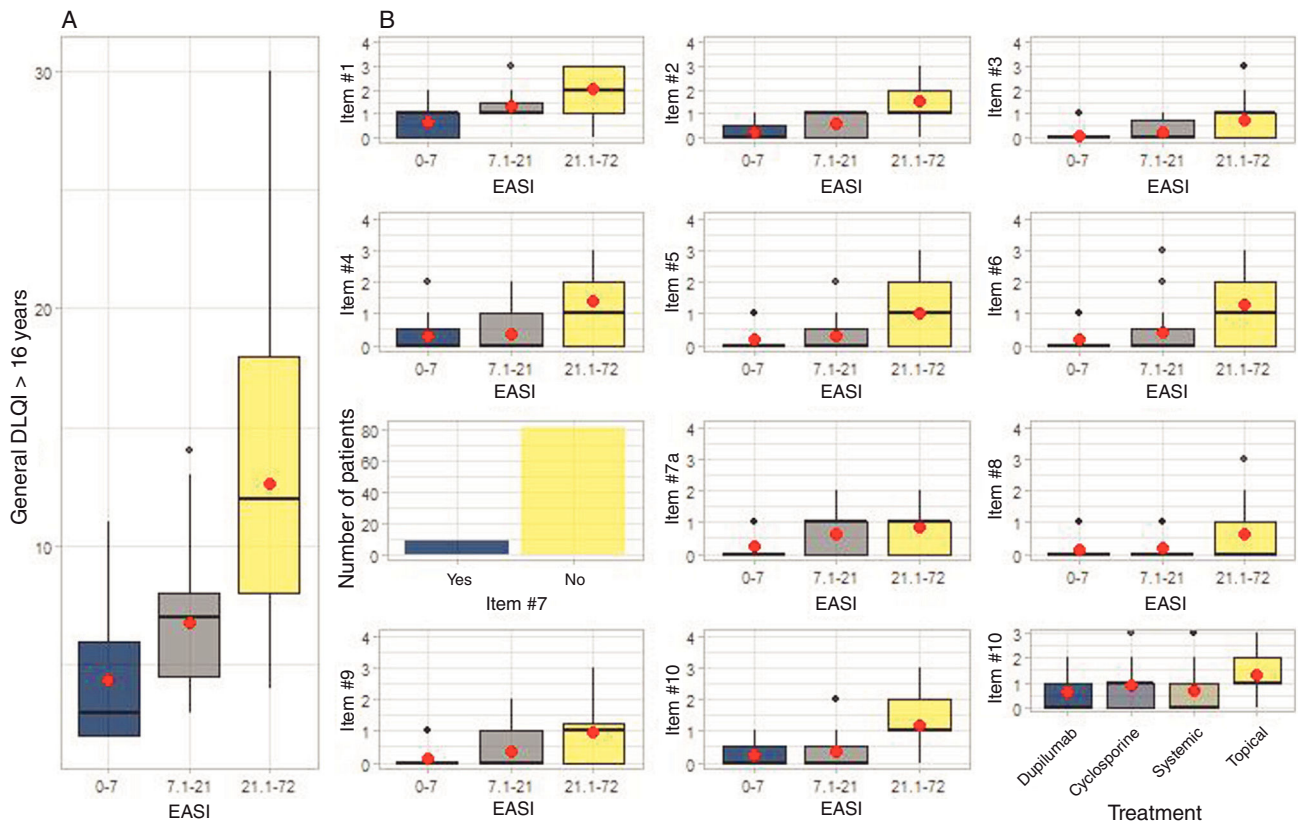 A
B
General DLQI > 16 years
30
20
10
0-7
7.1-21
21.1-72
EASI
Item #1
4
3
2
1
0
0-7
7.1-21
21.1-72
EASI
Item #2
4
3
2
1
0
0-7
7.1-21
21.1-72
EASI
Item #3
4
3
2
1
0
0-7
7.1-21
21.1-72
EASI
Item #4
4
3
2
1
0
0-7
7.1-21
21.1-72
EASI
Item #5
4
3
2
1
0
0-7
7.1-21
21.1-72
EASI
Item #6
4
3
2
1
0
0-7
7.1-21
21.1-72
EASI
Number of patients
80
60
40
20
0
Yes
No
Item #7
Item #7a
4
3
2
1
0
0-7
7.1-21
21.1-72
EASI
Item #8
4
3
2
1
0
0-7
7.1-21
21.1-72
EASI
Item #9
4
3
2
1
0
0-7
7.1-21
21.1-72
EASI
Item #10
4
3
2
1
0
0-7
7.1-21
21.1-72
EASI
Item #10
3
2
1
0
Dupilumab
Cyclosporine
Systemic
Topical
Treatment